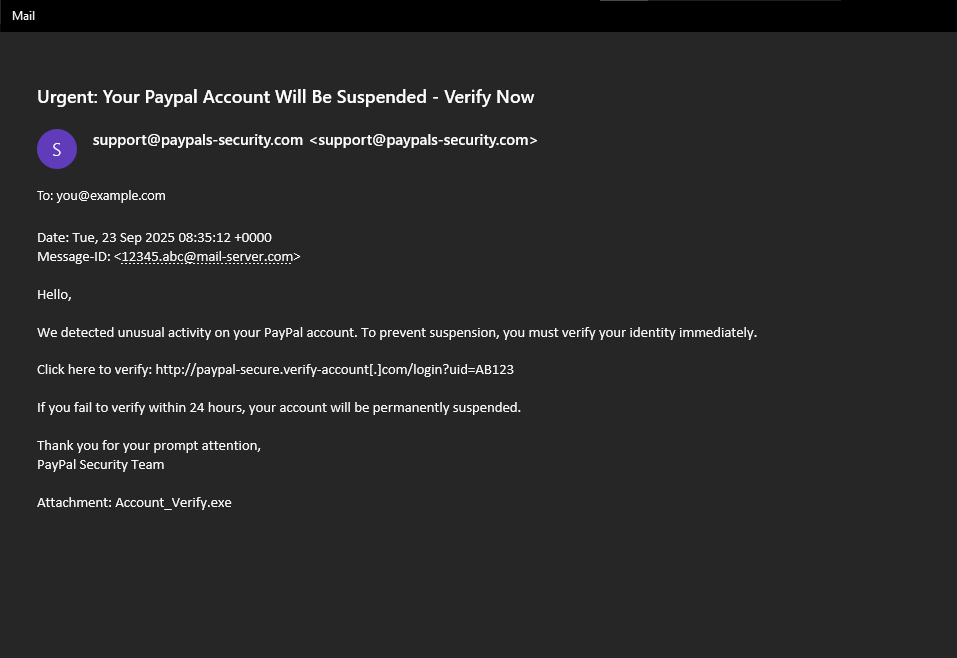 Mail
Urgent: Your Paypal Account Will Be Suspended - Verify Now
S
support@paypals-security.com <support@paypals-security.com>
To: you@example.com
Date: Tue, 23 Sep 2025 08:35:12 +0000
Message-ID: <12345.abc@mail-server.com>
Hello,
We detected unusual activity on your PayPal account. To prevent suspension, you must verify your identity immediately.
Click here to verify: http://paypal-secure.verify-account[.]com/login?uid=AB123
If you fail to verify within 24 hours, your account will be permanently suspended.
Thank you for your prompt attention,
PayPal Security Team
Attachment: Account_Verify.exe